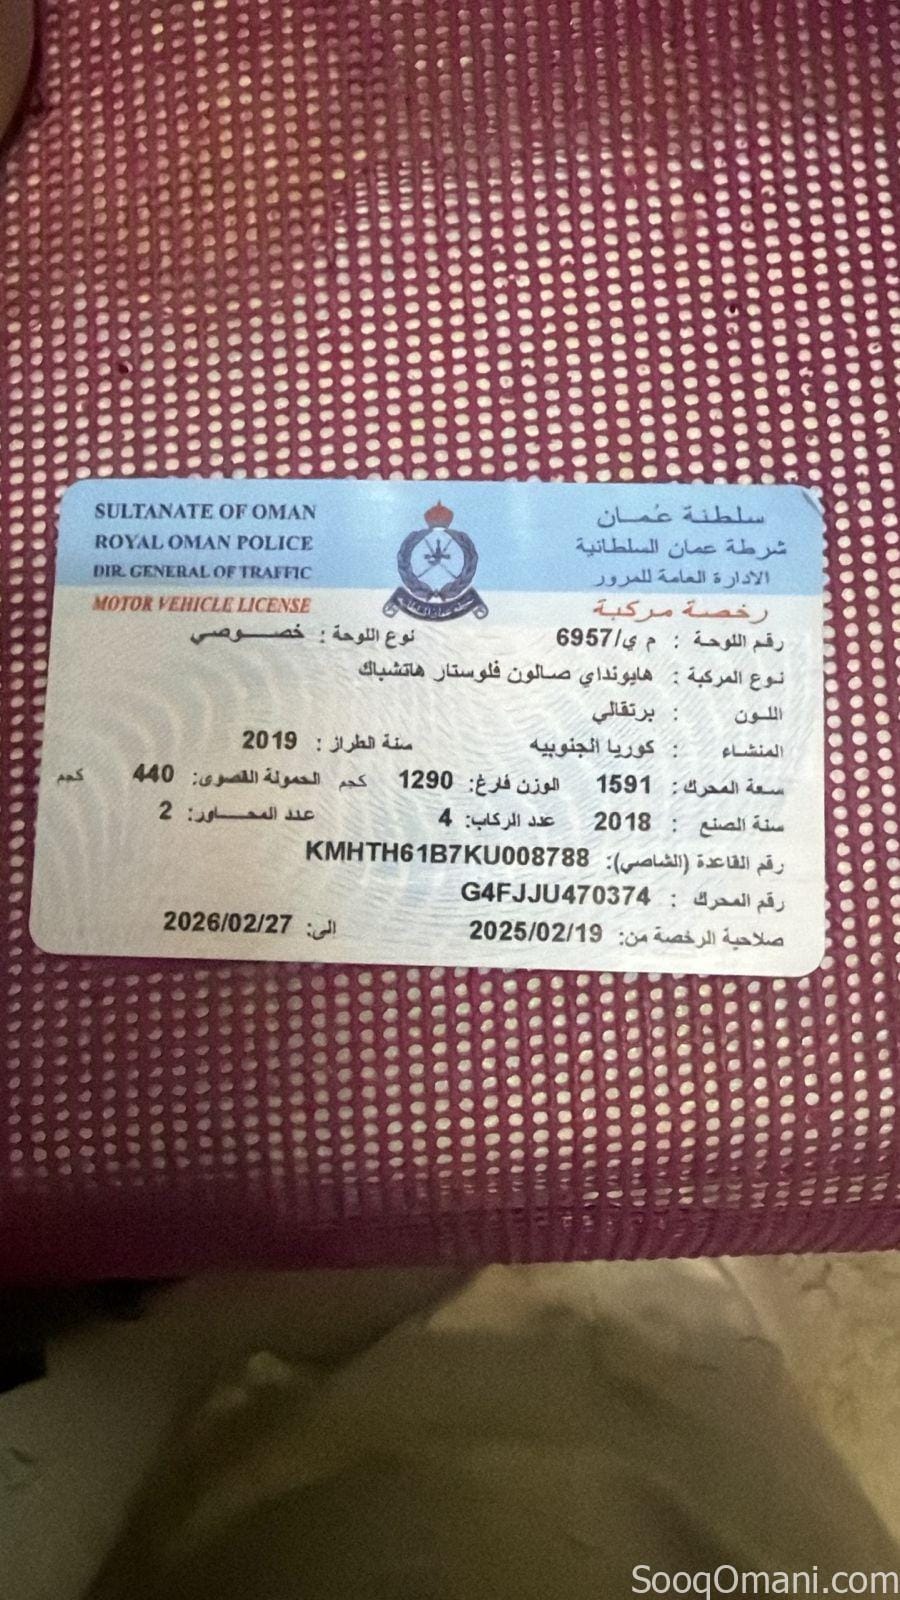 SULTANATE OF OMAN
ROYAL OMAN POLICE
DIR. GENERAL OF TRAFFIC
MOTOR VEHICLE LICENSE
سلطنة عُمان
شرطة عمان السلطانية
الادارة العامة للمرور
رخصة مركبة
رقم اللوحة : م ي/6957 نوع اللوحة : خصوصي
نوع المركبة : هايونداي صالون فلوستار هاتشباك
اللون : برتقالي
المنشاء : كوريا الجنوبيه سنة الطراز : 2019
سعة المحرك: 1591 الوزن فارغ: 1290 كجم الحمولة القصوى: 440 كجم
سنة الصنع : 2018 عدد الركاب: 4 عدد المحاور: 2
رقم القاعدة (الشاصي): KMHTH61B7KU008788
رقم المحرك : G4FJJU470374
صلاحية الرخصة من: 2025/02/19 الى: 2026/02/27
SooqOmani.com